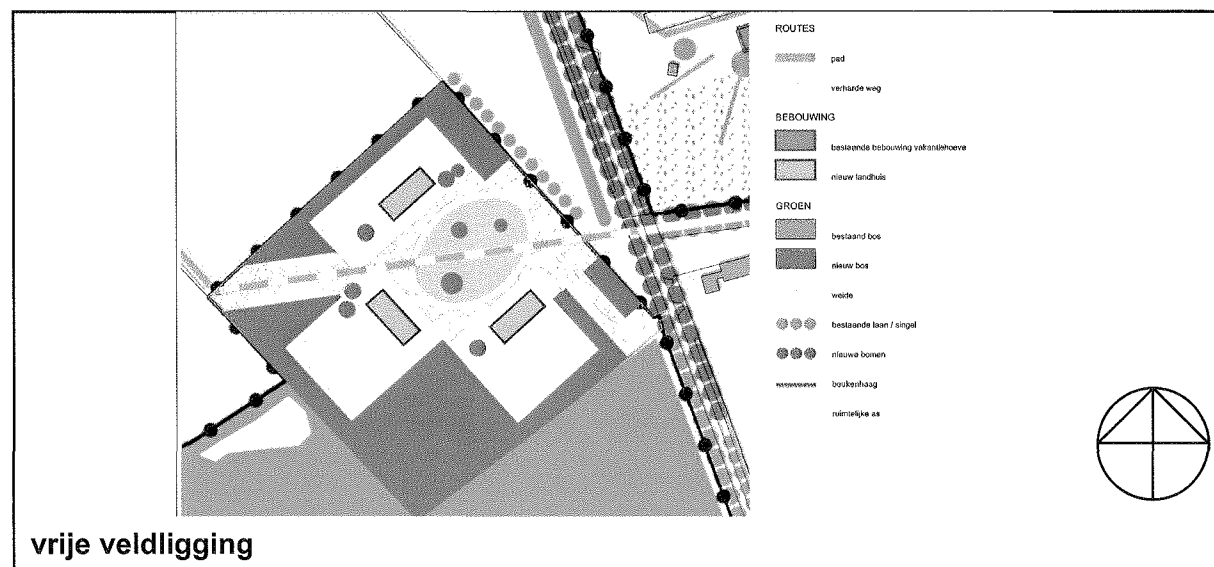 ROUTES
pad
verharde weg
BEBOUWING
bestaande bebouwing vakantiehoeve
nieuw landhuis
GROEN
bestaand bos
nieuw bos
weide
bestaande laan / singel
nieuwe bomen
beukenhaag
ruimtelijke as
vrije veldligging